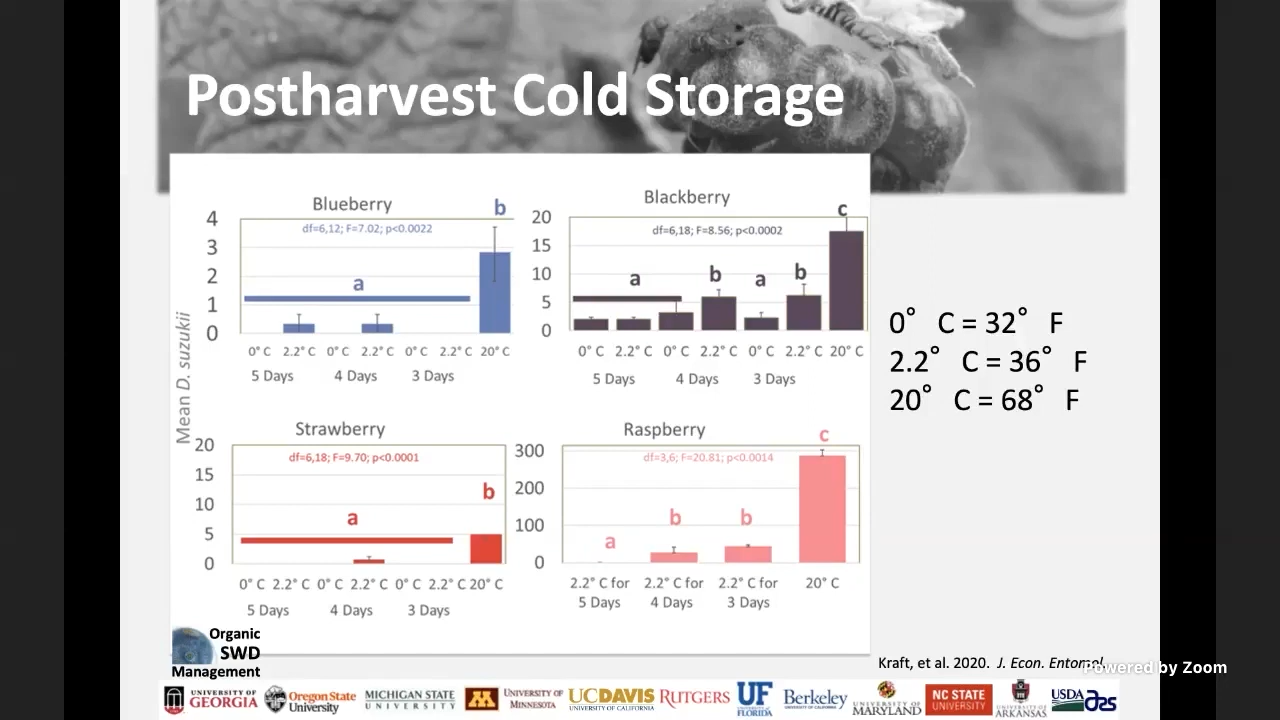 Postharvest Cold Storage
Mean D. suzukii
Blueberry
df=6,12; F=7.02; p<0.0022
4
3
2
1
0
a
b
0° C 2.2° C 0° C 2.2° C 0° C 2.2° C 20° C
5 Days 4 Days 3 Days
Blackberry
df=6,18; F=8.56; p<0.0002
20
15
10
5
0
a b a b c
0° C 2.2° C 0° C 2.2° C 0° C 2.2° C 20° C
5 Days 4 Days 3 Days
Strawberry
df=6,18; F=9.70; p<0.0001
20
15
10
5
0
a
b
0° C 2.2° C 0° C 2.2° C 0° C 2.2° C 20° C
5 Days 4 Days 3 Days
Raspberry
df=3,6; F=20.81; p<0.0014
300
200
100
0
a b b c
2.2° C for 2.2° C for 2.2° C for 20° C
5 Days 4 Days 3 Days
0° C = 32° F
2.2° C = 36° F
20° C = 68° F
Organic
SWD
Management
Kraft, et al. 2020. J. Econ. Entomol.
Powered by Zoom
UNIVERSITY OF
GEORGIA
Oregon State
University
MICHIGAN STATE
UNIVERSITY
M
UNIVERSITY OF
MINNESOTA
UCDAVIS
UNIVERSITY OF CALIFORNIA
RUTGERS
UF
UNIVERSITY of
FLORIDA
Berkeley
UNIVERSITY OF CALIFORNIA
UNIVERSITY OF
MARYLAND
NC STATE
UNIVERSITY
UNIVERSITY OF
ARKANSAS
USDA
ars